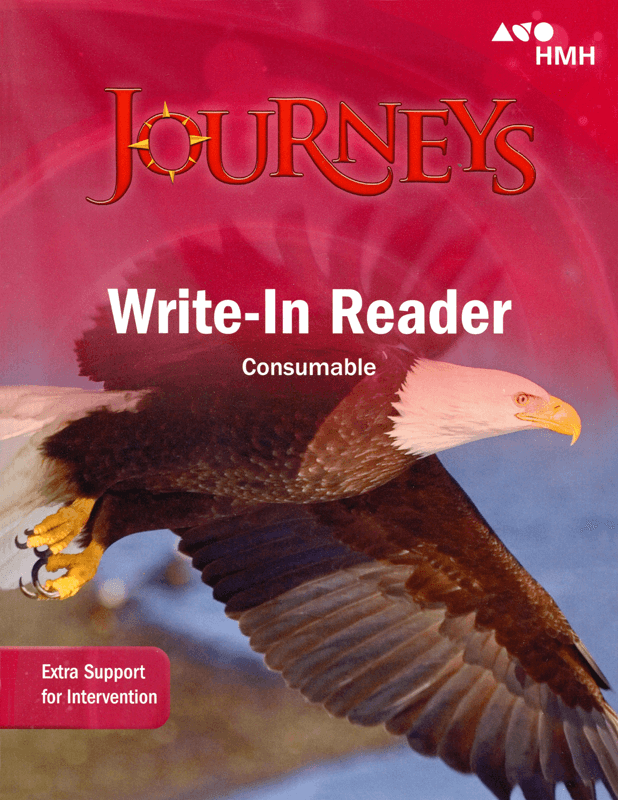 HMH
JOURNEYS
Write-In Reader
Consumable
Extra Support
for Intervention